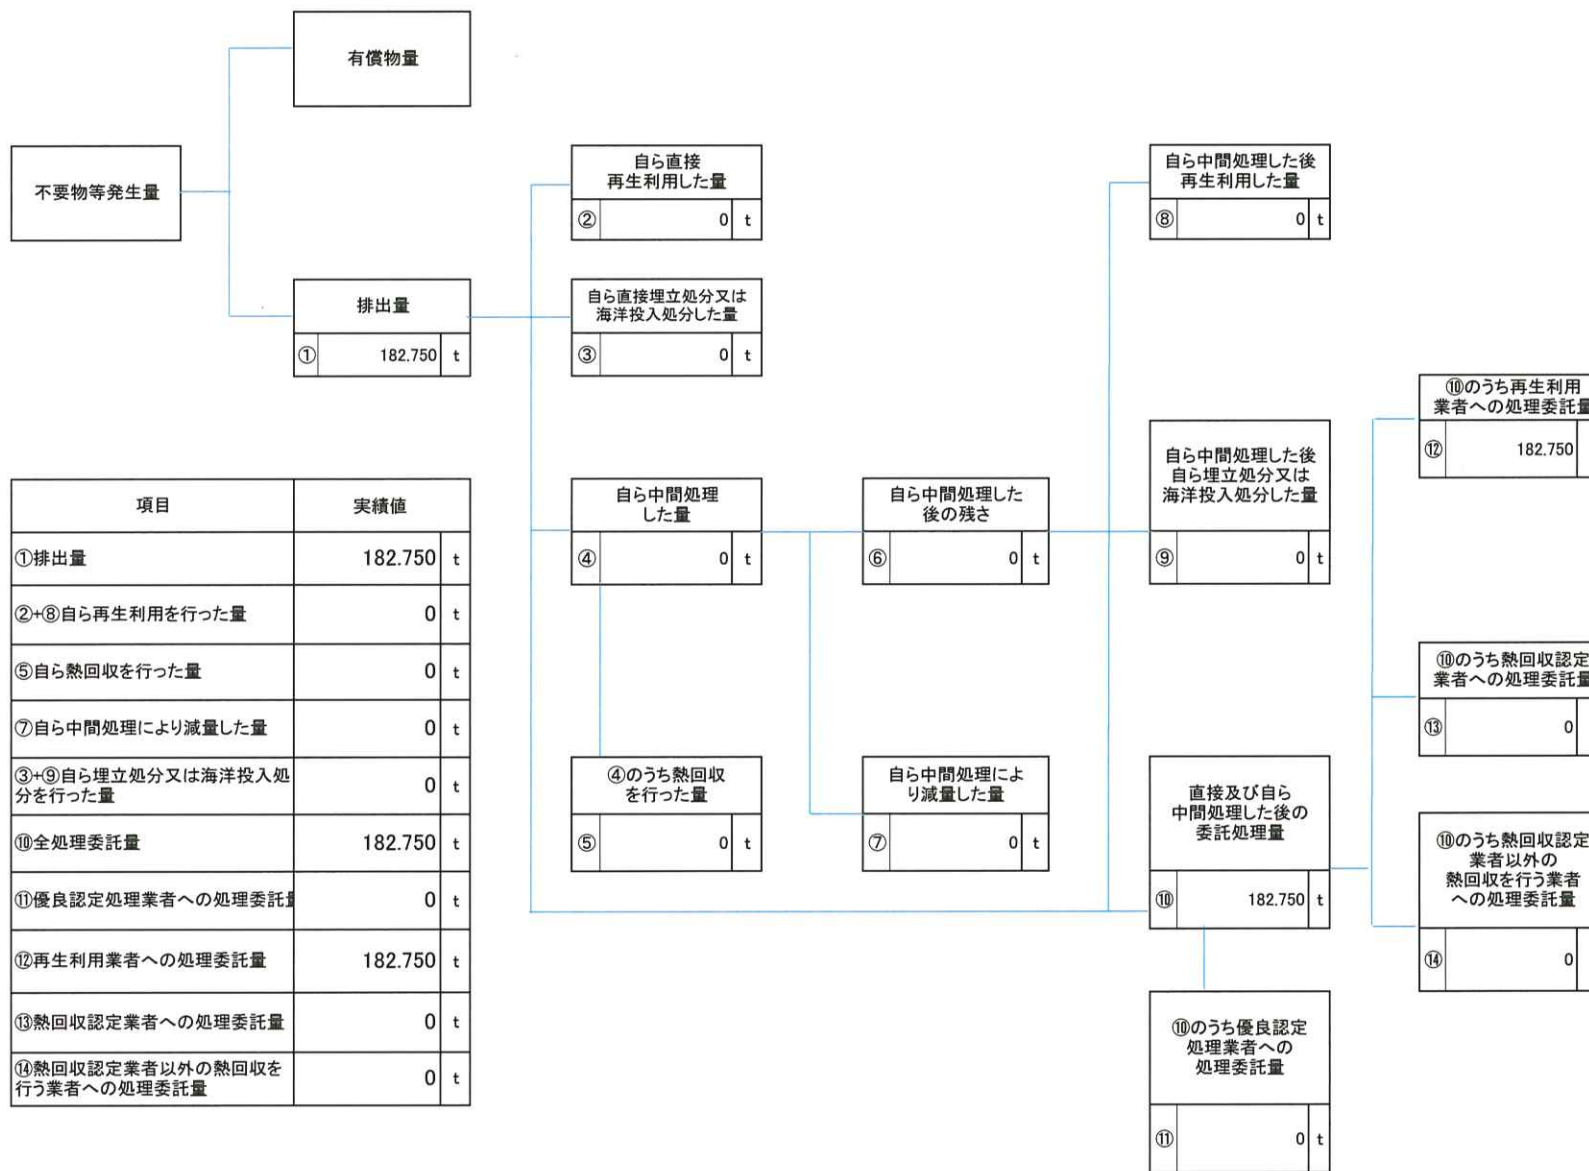 有償物量
不要物等発生量
排出量
① 182.750 t
自ら直接
再生利用した量
② 0 t
自ら直接埋立処分又は
海洋投入処分した量
③ 0 t
自ら中間処理
した量
④ 0 t
④のうち熱回収
を行った量
⑤ 0 t
自ら中間処理した
後の残さ
⑥ 0 t
自ら中間処理によ
り減量した量
⑦ 0 t
自ら中間処理した後
再生利用した量
⑧ 0 t
自ら中間処理した後
自ら埋立処分又は
海洋投入処分した量
⑨ 0 t
直接及び自ら
中間処理した後の
委託処理量
⑩ 182.750 t
⑩のうち優良認定
処理業者への
処理委託量
⑪ 0 t
⑩のうち再生利用
業者への処理委託量
⑫ 182.750
⑩のうち熱回収認定
業者への処理委託量
⑬ 0
⑩のうち熱回収認定
業者以外の
熱回収を行う業者
への処理委託量
⑭ 0
項目 実績値
①排出量 182.750 t
②+⑧自ら再生利用を行った量 0 t
⑤自ら熱回収を行った量 0 t
⑦自ら中間処理により減量した量 0 t
③+⑨自ら埋立処分又は海洋投入処
分を行った量 0 t
⑩全処理委託量 182.750 t
⑪優良認定処理業者への処理委託量 0 t
⑫再生利用業者への処理委託量 182.750 t
⑬熱回収認定業者への処理委託量 0 t
⑭熱回収認定業者以外の熱回収を
行う業者への処理委託量 0 t